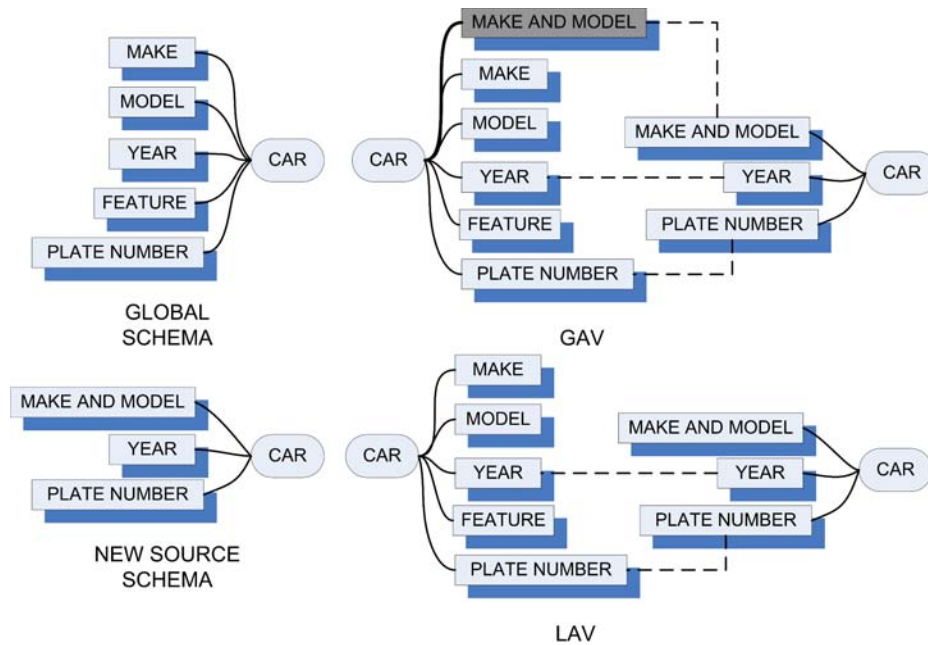 MAKE
MODEL
YEAR
FEATURE
PLATE NUMBER
CAR
GLOBAL
SCHEMA
MAKE AND MODEL
MAKE
MODEL
CAR
YEAR
FEATURE
PLATE NUMBER
MAKE AND MODEL
YEAR
CAR
PLATE NUMBER
GAV
MAKE AND MODEL
YEAR
CAR
PLATE NUMBER
NEW SOURCE
SCHEMA
MAKE
MODEL
CAR
YEAR
FEATURE
PLATE NUMBER
MAKE AND MODEL
YEAR
CAR
PLATE NUMBER
LAV